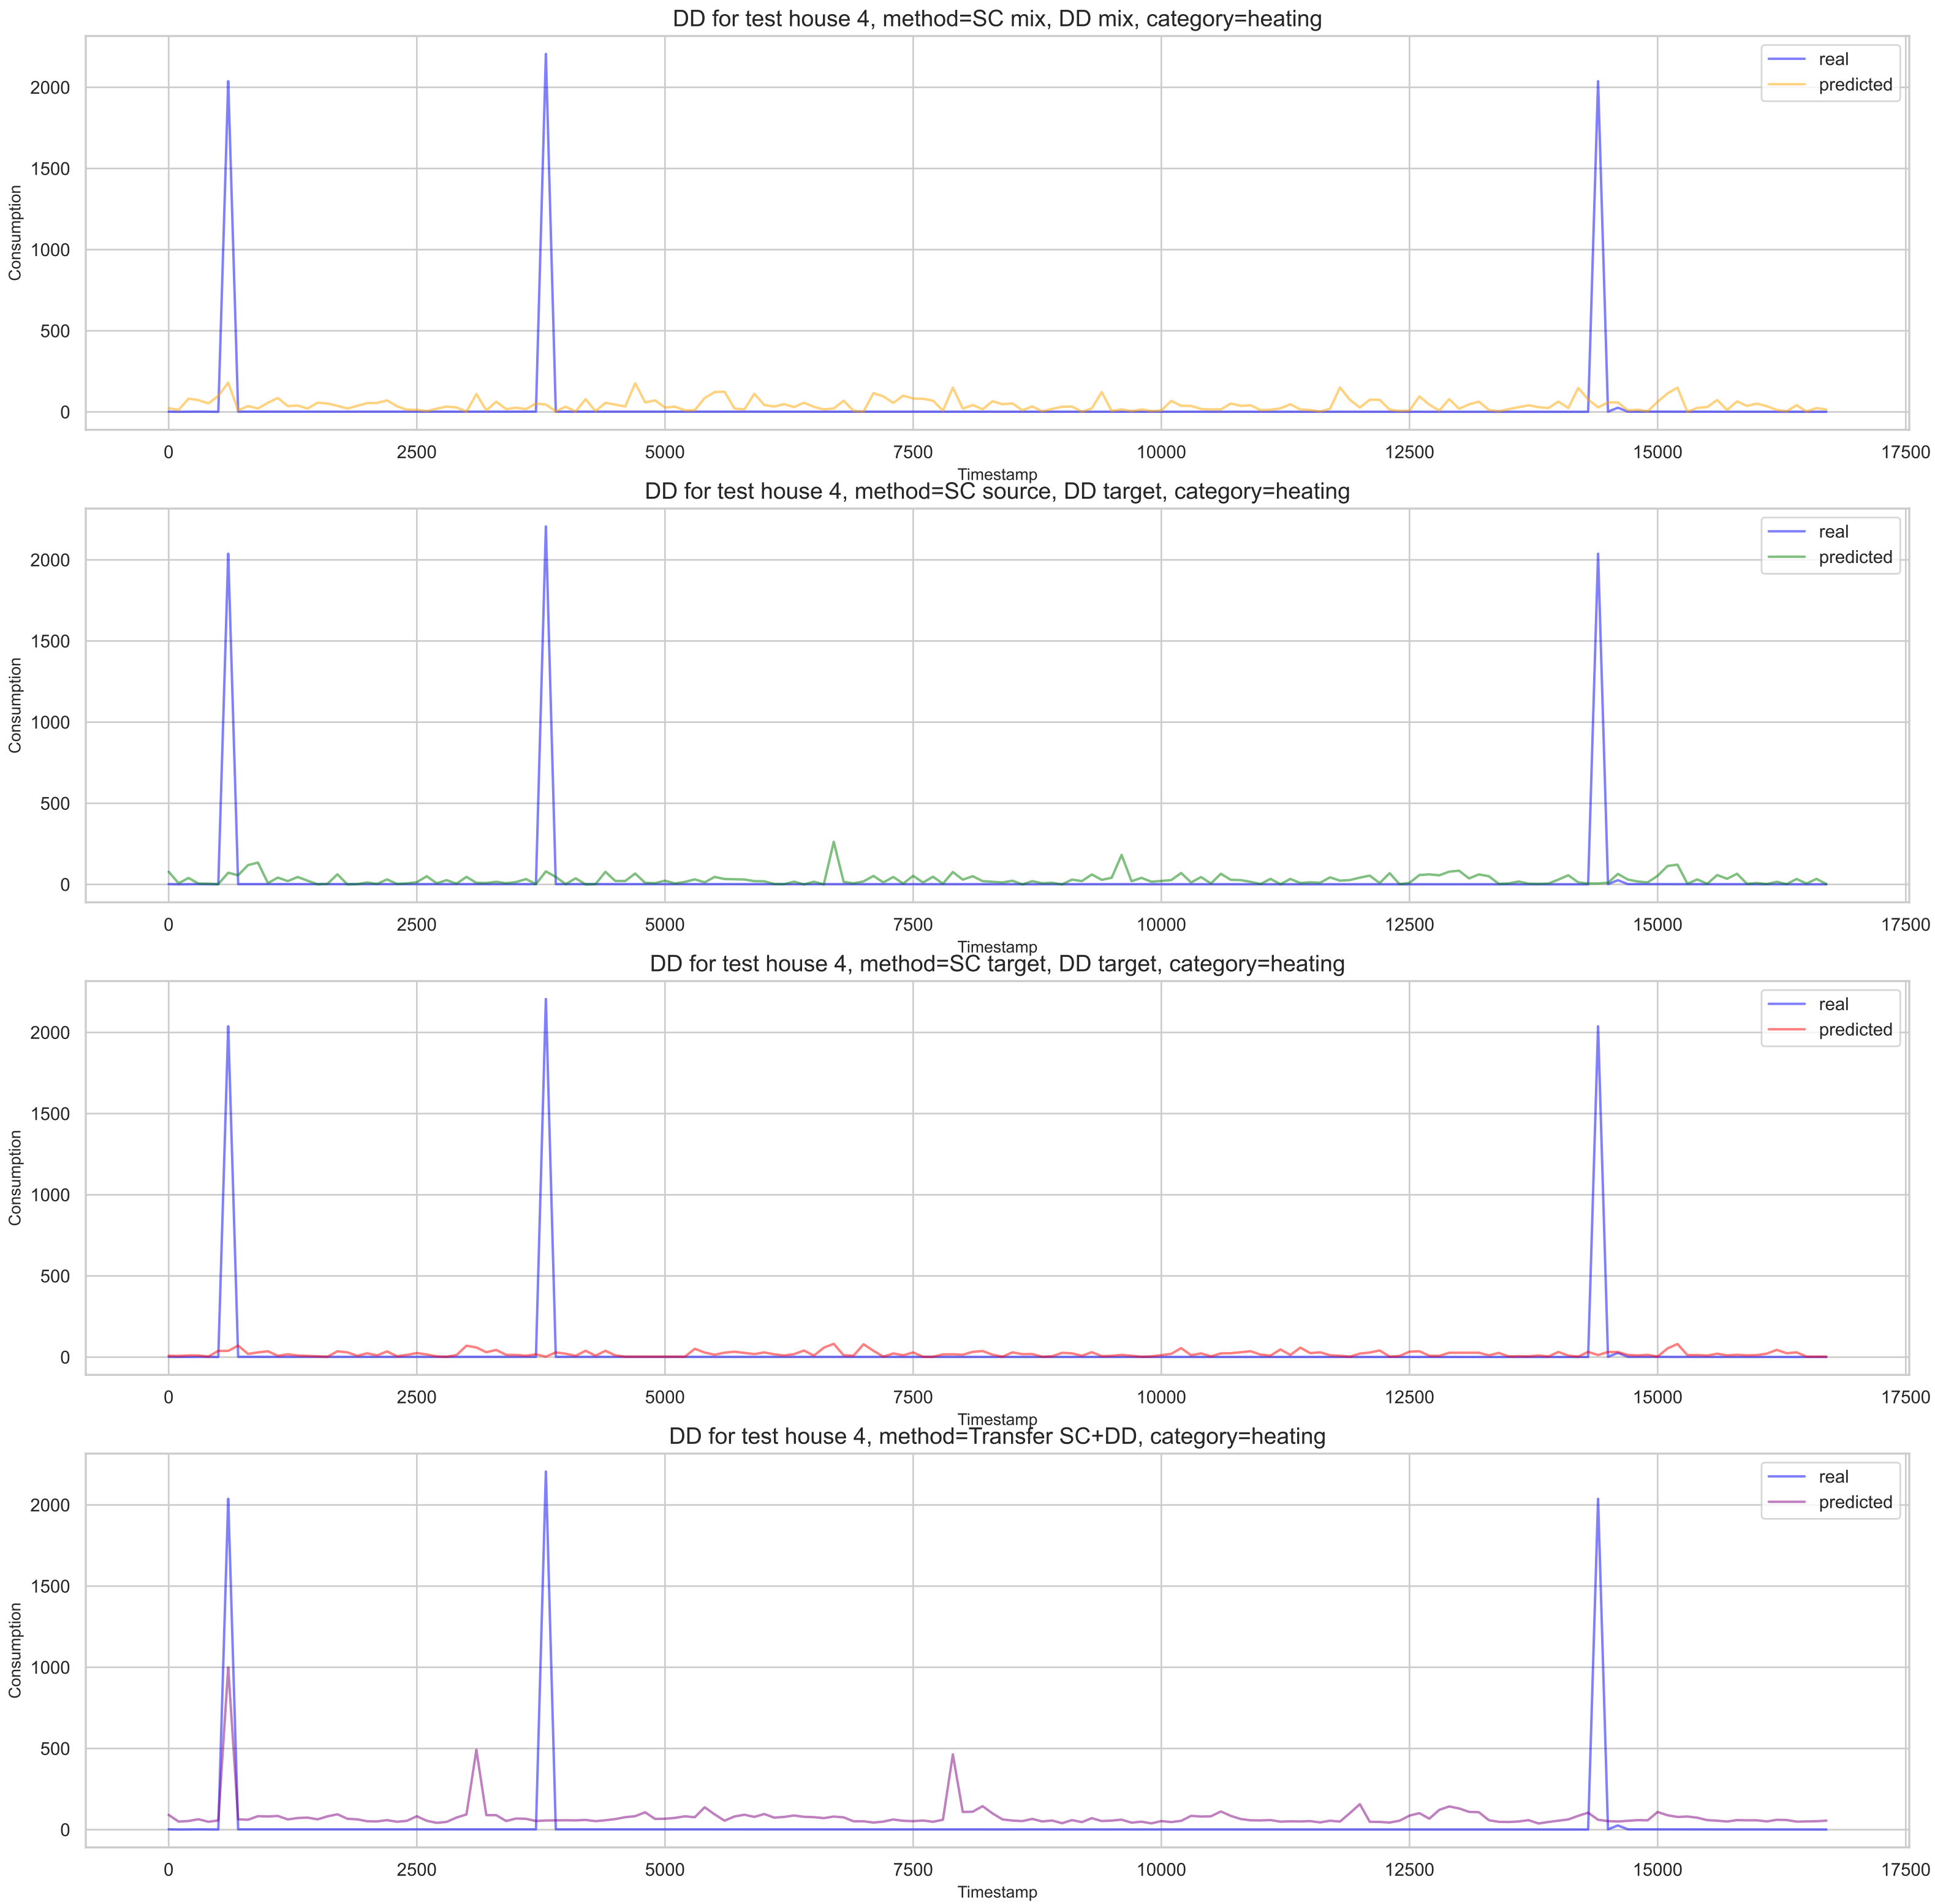 DD for test house 4, method=SC mix, DD mix, category=heating
real
predicted
2000
1500
1000
500
0
Consumption
0 2500 5000 7500 10000 12500 15000 17500
Timestamp
DD for test house 4, method=SC source, DD target, category=heating
real
predicted
2000
1500
1000
500
0
Consumption
0 2500 5000 7500 10000 12500 15000 17500
Timestamp
DD for test house 4, method=SC target, DD target, category=heating
real
predicted
2000
1500
1000
500
0
Consumption
0 2500 5000 7500 10000 12500 15000 17500
Timestamp
DD for test house 4, method=Transfer SC+DD, category=heating
real
predicted
2000
1500
1000
500
0
Consumption
0 2500 5000 7500 10000 12500 15000 17500
Timestamp